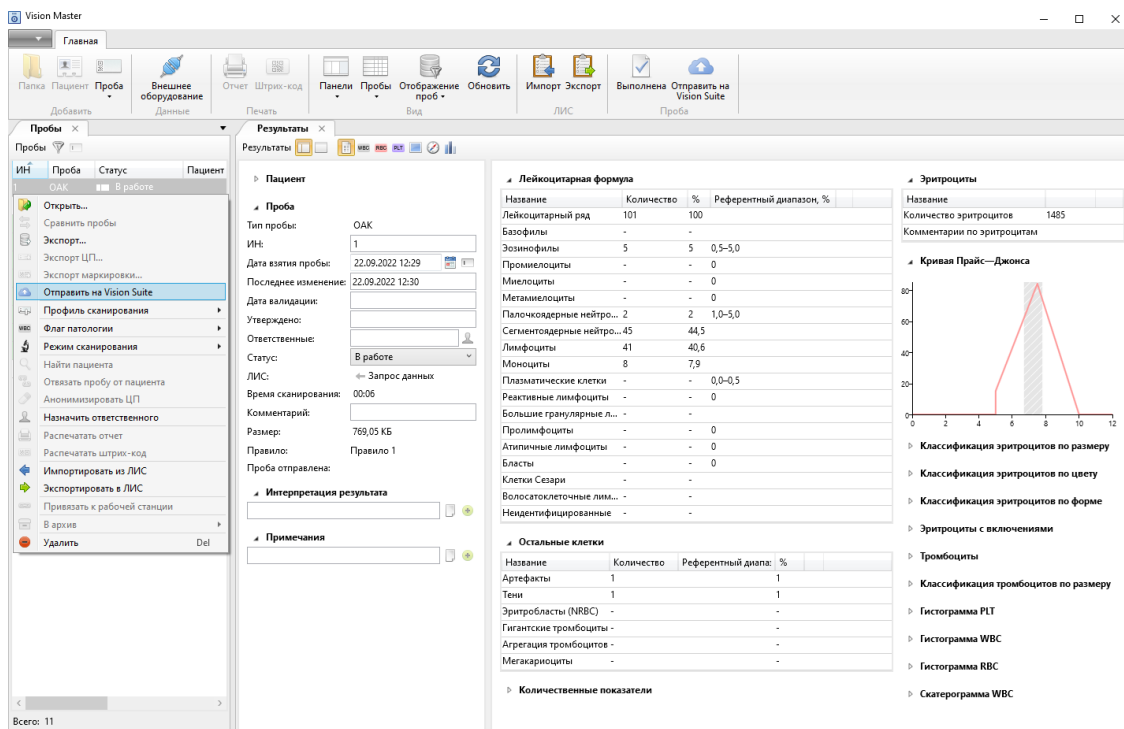 Vision Master
Главная
Папка Пациент Проба Внешнее оборудование Отчет Штрих-код Панели Пробы Отображение проб Обновить Импорт Экспорт Выполнена Отправить на Vision Suite
Добавить Данные Печать Вид ЛИС Проба
Пробы
Пробы
ИН Проба Статус Пациент
1 ОАК В работе
Открыть...
Сравнить пробы
Экспорт...
Экспорт ЦП...
Экспорт маркировки...
Отправить на Vision Suite
Профиль сканирования
WBC Флаг патологии
Режим сканирования
Найти пациента
Отвязать пробу от пациента
Анонимизировать ЦП
Назначить ответственного
Распечатать отчет
Распечатать штрих-код
Импортировать из ЛИС
Экспортировать в ЛИС
Привязать к рабочей станции
В архив
Удалить Del
Всего: 11
Результаты
Результаты WBC RBC PLT
Пациент
Проба
Тип пробы: ОАК
ИН: 1
Дата взятия пробы: 22.09.2022 12:29
Последнее изменение: 22.09.2022 12:30
Дата валидации:
Утверждено:
Ответственные:
Статус: В работе
ЛИС: Запрос данных
Время сканирования: 00:06
Комментарий:
Размер: 769,05 КБ
Правило: Правило 1
Проба отправлена:
Интерпретация результата
Примечания
Лейкоцитарная формула
Название Количество % Референтный диапазон, %
Лейкоцитарный ряд 101 100
Базофилы - -
Эозинофилы 5 5 0,5–5,0
Промиелоциты - - 0
Миелоциты - - 0
Метамиелоциты - - 0
Палочкоядерные нейтро... 2 2 1,0–5,0
Сегментоядерные нейтро... 45 44,5
Лимфоциты 41 40,6
Моноциты 8 7,9
Плазматические клетки - - 0,0–0,5
Реактивные лимфоциты - - 0
Большие гранулярные л... - -
Пролимфоциты - - 0
Атипичные лимфоциты - - 0
Бласты - - 0
Клетки Сезари - -
Волосатоклеточные лим... - -
Неидентифицированные - -
Остальные клетки
Название Количество Референтный диапа: %
Артефакты 1 1
Тени 1 1
Эритробласты (NRBC) - -
Гигантские тромбоциты - -
Агрегация тромбоцитов - -
Мегакариоциты - -
Количественные показатели
Эритроциты
Название
Количество эритроцитов 1485
Комментарии по эритроцитам
Кривая Прайс—Джонса
80
60
40
20
0
0 2 4 6 8 10 12
Классификация эритроцитов по размеру
Классификация эритроцитов по цвету
Классификация эритроцитов по форме
Эритроциты с включениями
Тромбоциты
Классификация тромбоцитов по размеру
Гистограмма PLT
Гистограмма WBC
Гистограмма RBC
Скатерограмма WBC